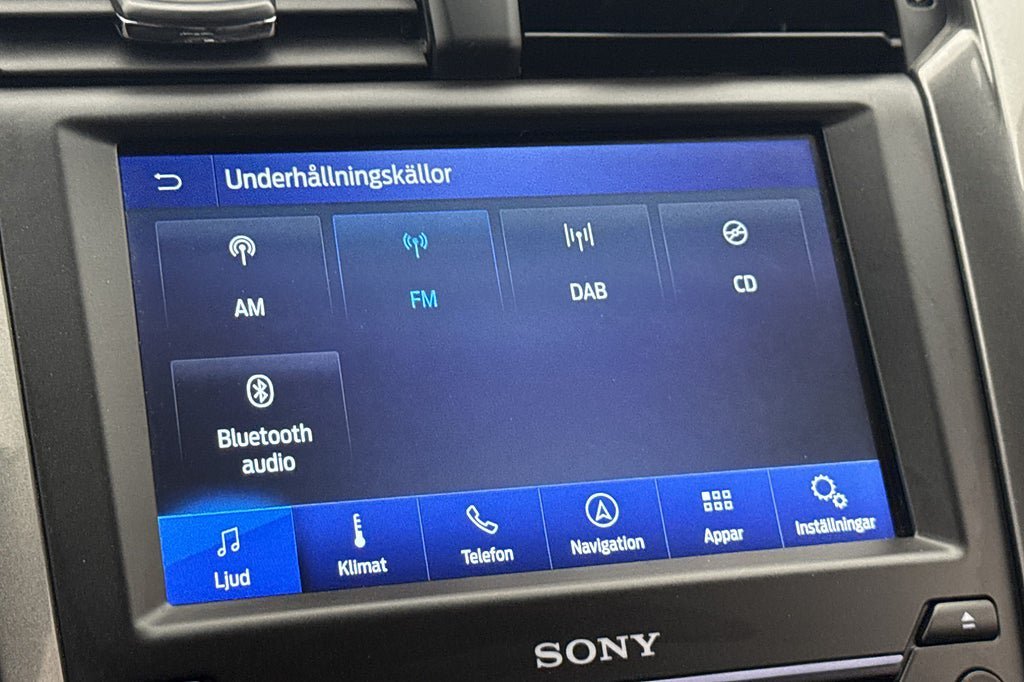 Underhållningskällor
AM
FM
DAB
CD
Bluetooth
audio
Ljud
Klimat
Telefon
Navigation
Appar
Inställningar
SONY